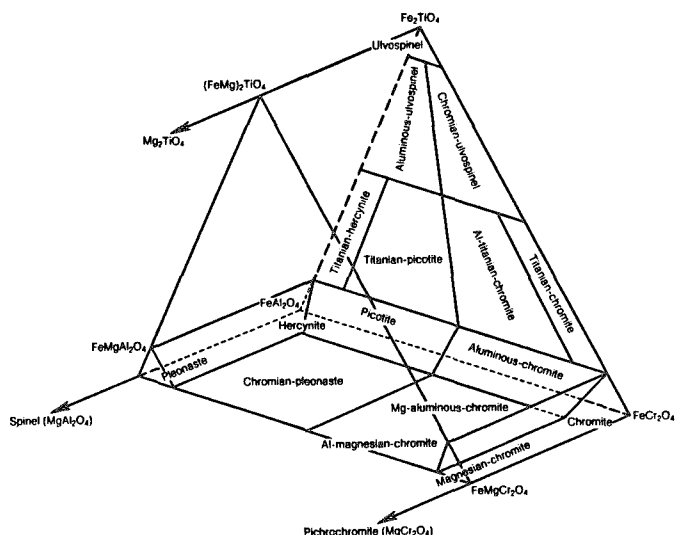 Fe₂TiO₄
Ulvospinel
(FeMg)₂TiO₄
Mg₂TiO₄
Aluminous-ulvospinel
Chromian-ulvospinel
Titanian-hercynite
Titanian-picotite
Al-titanian-chromite
Titanian-chromite
FeAl₂O₄
Hercynite
Picotite
FeMgAl₂O₄
Pleonaste
Aluminous-chromite
Chromian-pleonaste
Mg-aluminous-chromite
Spinel (MgAl₂O₄)
Chromite
FeCr₂O₄
Al-magnesian-chromite
Magnesian-chromite
FeMgCr₂O₄
Pichrochromite (MgCr₂O₄)